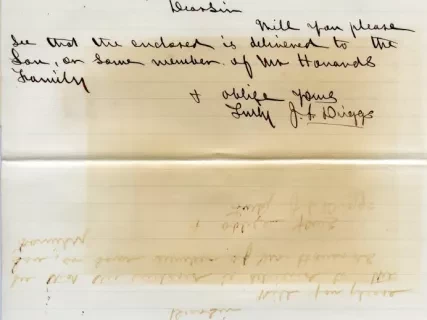 Dear Sir
Will you please
see that the enclosed is delivered to the
Son, or some member of Mr Honards
Family
& oblige yours
Truly J. F. Driggs